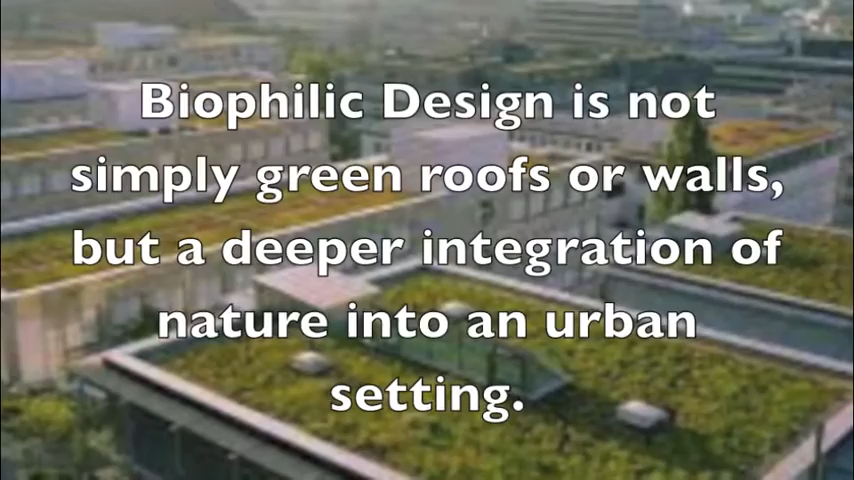 Biophilic Design is not
simply green roofs or walls,
but a deeper integration of
nature into an urban
setting.